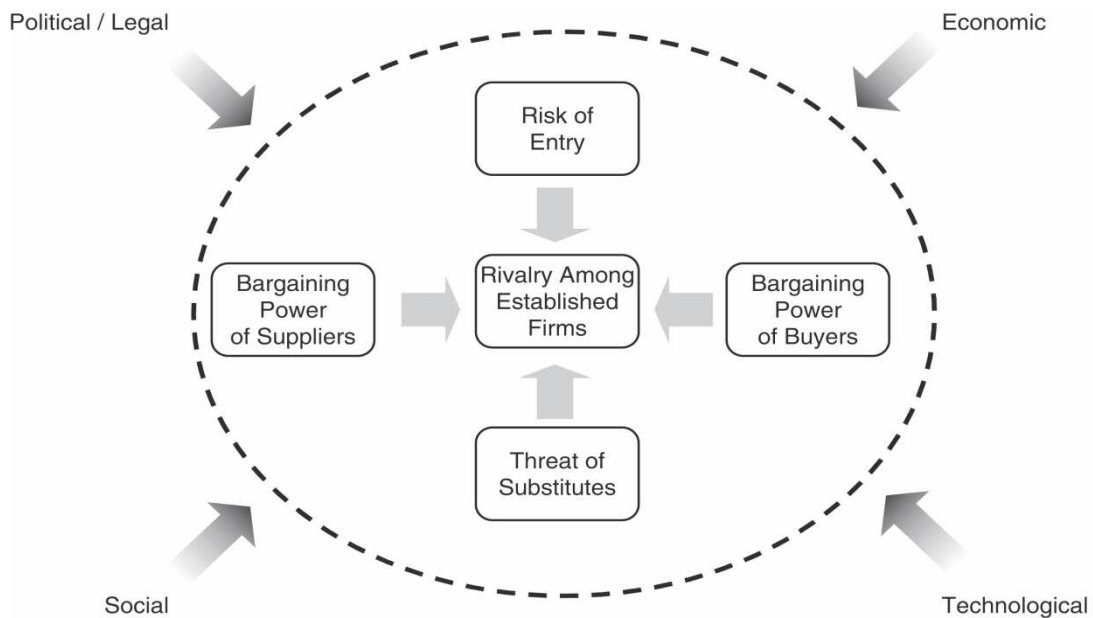 Political / Legal
Economic
Risk of
Entry
Bargaining
Power
of Suppliers
Rivalry Among
Established
Firms
Bargaining
Power
of Buyers
Threat of
Substitutes
Social
Technological